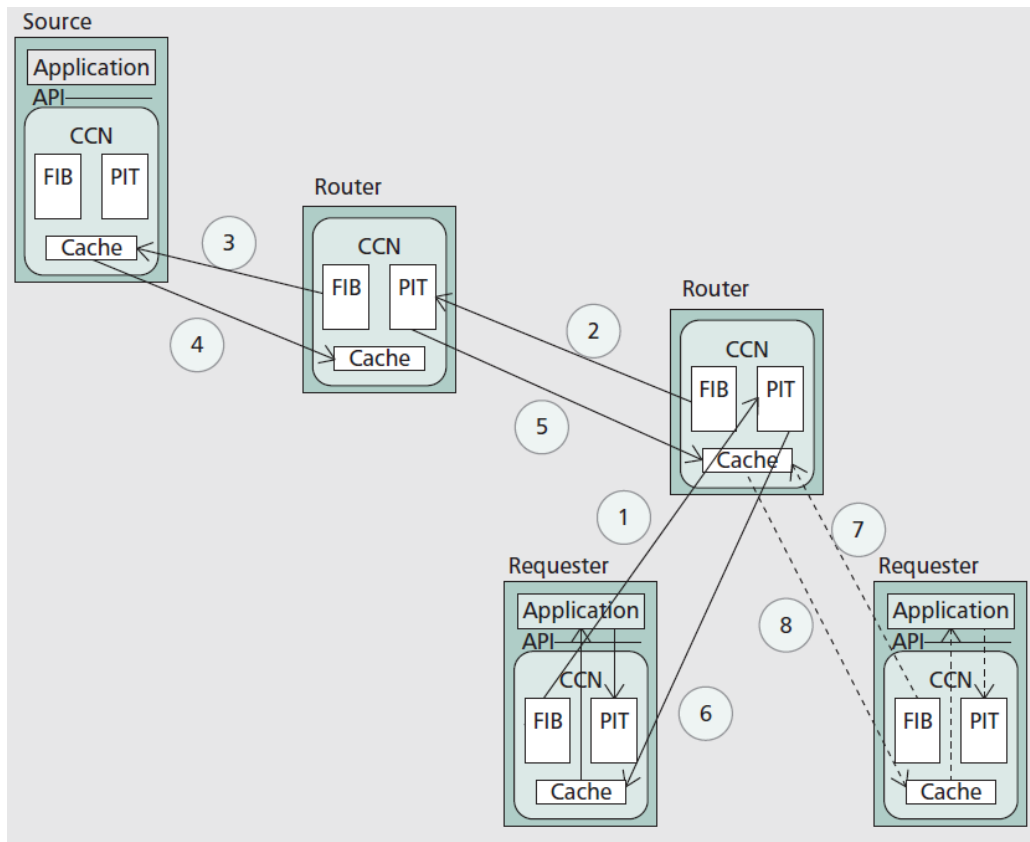 Source
Application
API
CCN
FIB PIT
Cache
3
4
Router
CCN
FIB PIT
Cache
2
5
Router
CCN
FIB PIT
Cache
1
7
Requester
Application
API
CCN
FIB PIT
Cache
6
8
Requester
Application
API
CCN
FIB PIT
Cache